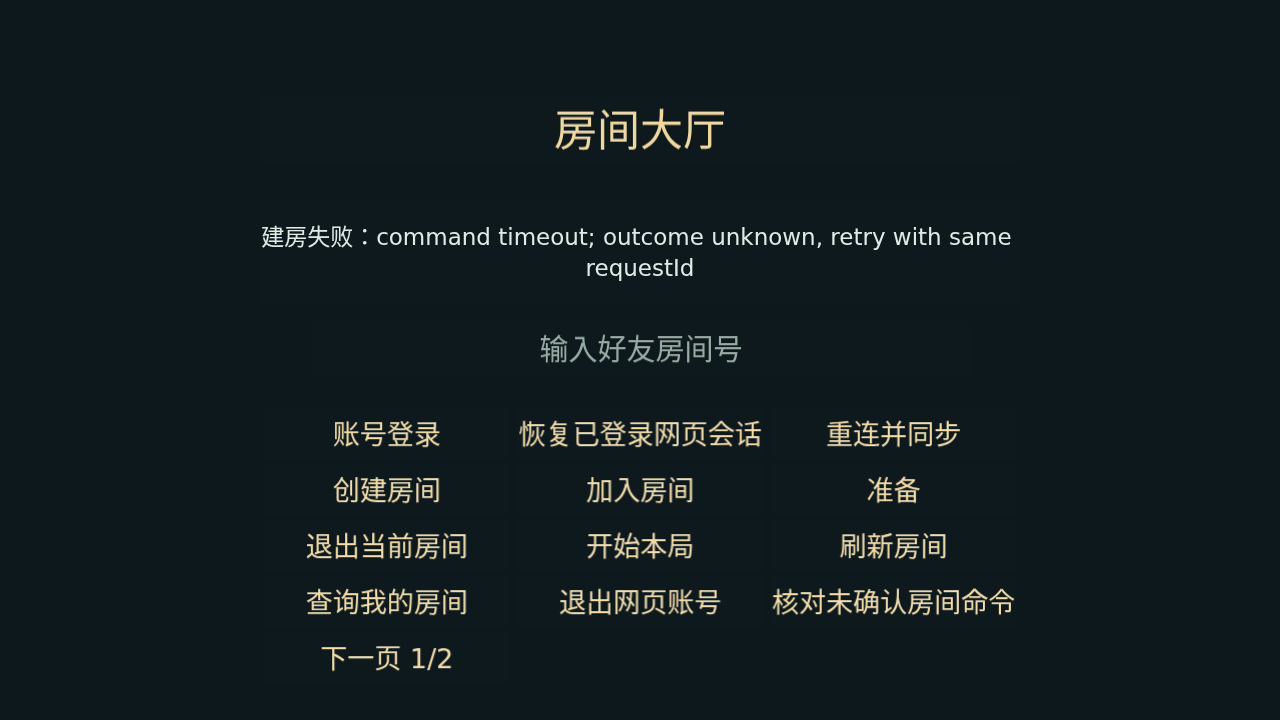 房间大厅
建房失败：command timeout; outcome unknown, retry with same
requestId
输入好友房间号
账号登录 恢复已登录网页会话 重连并同步
创建房间 加入房间 准备
退出当前房间 开始本局 刷新房间
查询我的房间 退出网页账号 核对未确认房间命令
下一页 1/2